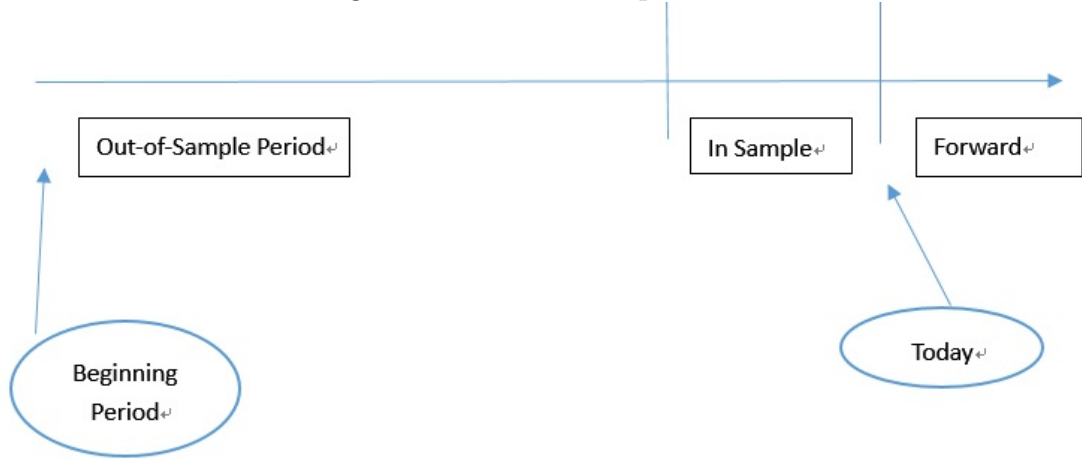 Out-of-Sample Period↵
In Sample↵
Forward↵
Beginning
Period↵
Today↵